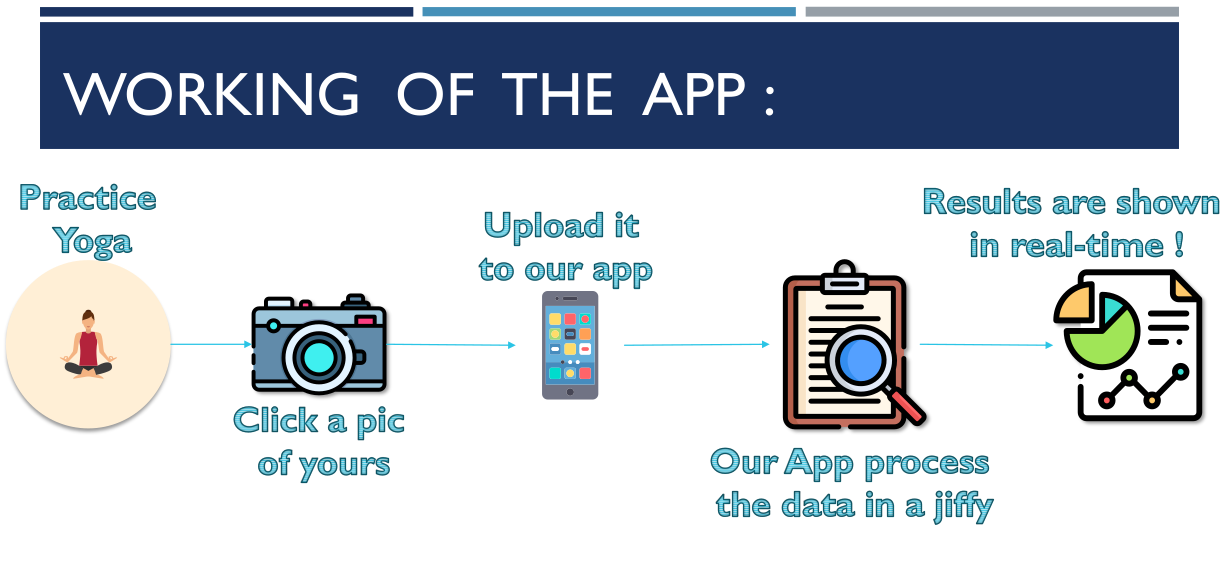 WORKING OF THE APP :
Practice
Yoga
Click a pic
of yours
Upload it
to our app
Our App process
the data in a jiffy
Results are shown
in real-time !